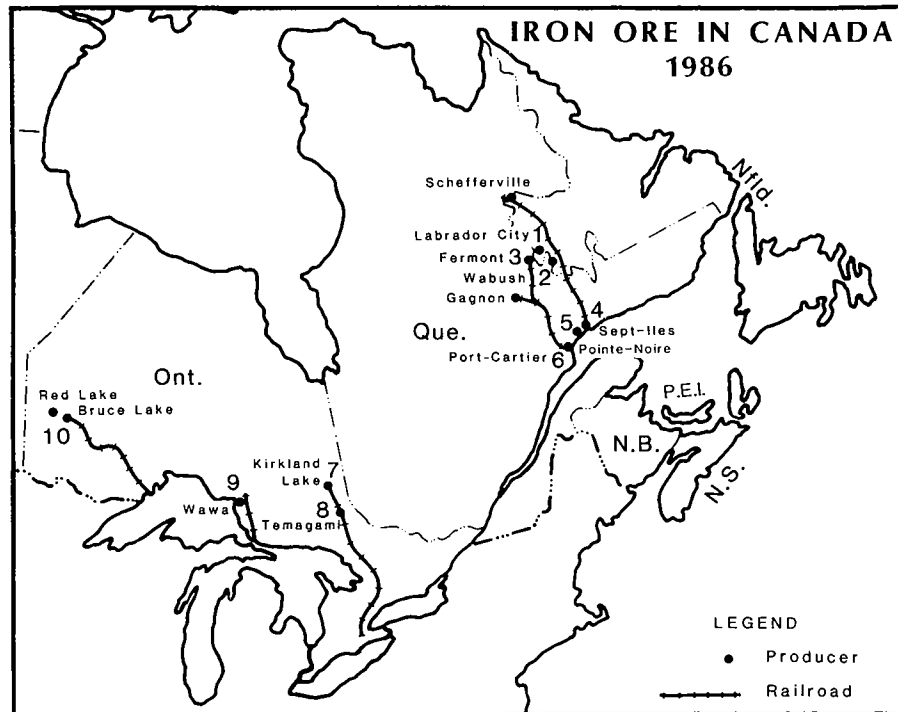 IRON ORE IN CANADA
1986
Nfld.
Schefferville
Labrador City 1
Fermont 3
Wabush 2
Gagnon
Que.
4
5 Sept-Iles
Port-Cartier 6 Pointe-Noire
Ont.
P.E.I.
Red Lake
Bruce Lake
10
N.B.
N.S.
Kirkland 7
Lake
9
Wawa
8
Temagami
LEGEND
Producer
Railroad